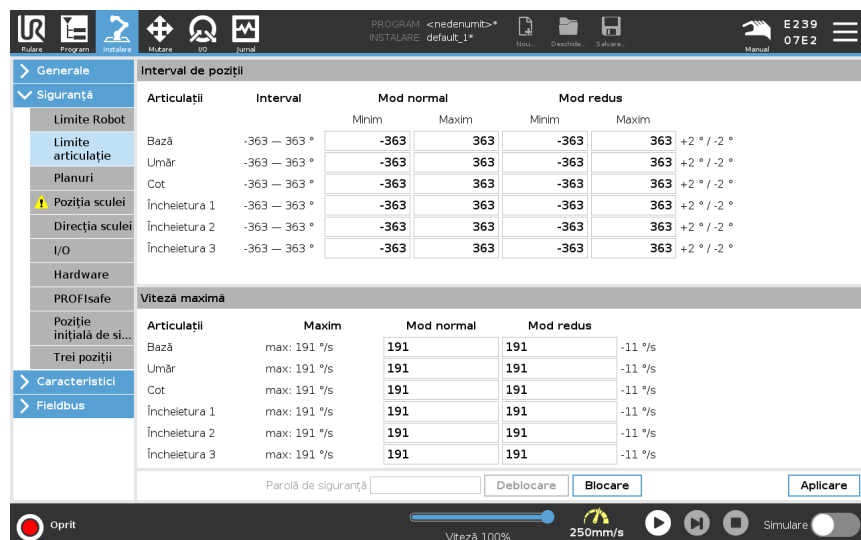 PROGRAM <nedenumit>*
INSTALARE default_1*
E239
07E2
Rulare Program Instalare Mutare I/O Jurnal Nou... Deschide... Salvare... Manual
Generale
Siguranță
Limite Robot
Limite
articulație
Planuri
Poziția sculei
Direcția sculei
I/O
Hardware
PROFIsafe
Poziție
inițială de si...
Trei poziții
Caracteristici
Fieldbus
Interval de poziții
Articulații Interval Mod normal Mod redus
Minim Maxim Minim Maxim
Bază -363 — 363 ° -363 363 -363 363 +2 ° / -2 °
Umăr -363 — 363 ° -363 363 -363 363 +2 ° / -2 °
Cot -363 — 363 ° -363 363 -363 363 +2 ° / -2 °
Încheietura 1 -363 — 363 ° -363 363 -363 363 +2 ° / -2 °
Încheietura 2 -363 — 363 ° -363 363 -363 363 +2 ° / -2 °
Încheietura 3 -363 — 363 ° -363 363 -363 363 +2 ° / -2 °
Viteză maximă
Articulații Maxim Mod normal Mod redus
Bază max: 191 °/s 191 191 -11 °/s
Umăr max: 191 °/s 191 191 -11 °/s
Cot max: 191 °/s 191 191 -11 °/s
Încheietura 1 max: 191 °/s 191 191 -11 °/s
Încheietura 2 max: 191 °/s 191 191 -11 °/s
Încheietura 3 max: 191 °/s 191 191 -11 °/s
Parolă de siguranță Deblocare Blocare Aplicare
Oprit Viteză 100% 250mm/s Simulare